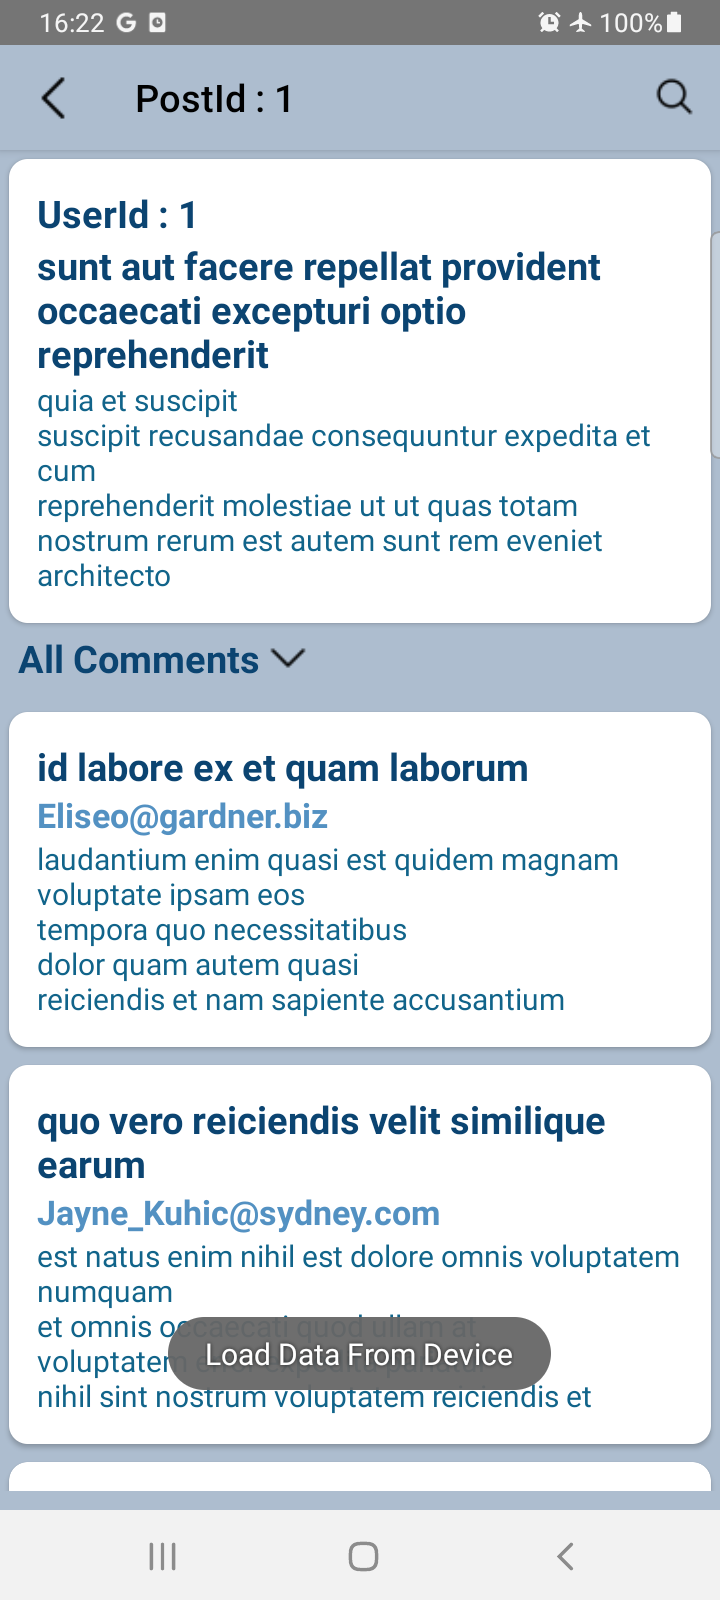 16:22 G 100%
PostId : 1
UserId : 1
sunt aut facere repellat provident
occaecati excepturi optio
reprehenderit
quia et suscipit
suscipit recusandae consequuntur expedita et
cum
reprehenderit molestiae ut ut quas totam
nostrum rerum est autem sunt rem eveniet
architecto
All Comments
id labore ex et quam laborum
Eliseo@gardner.biz
laudantium enim quasi est quidem magnam
voluptate ipsam eos
tempora quo necessitatibus
dolor quam autem quasi
reiciendis et nam sapiente accusantium
quo vero reiciendis velit similique
earum
Jayne_Kuhic@sydney.com
est natus enim nihil est dolore omnis voluptatem
numquam
et omnis occaecati quod ullam at
voluptatem error expedita pariatur
nihil sint nostrum voluptatem reiciendis et
Load Data From Device